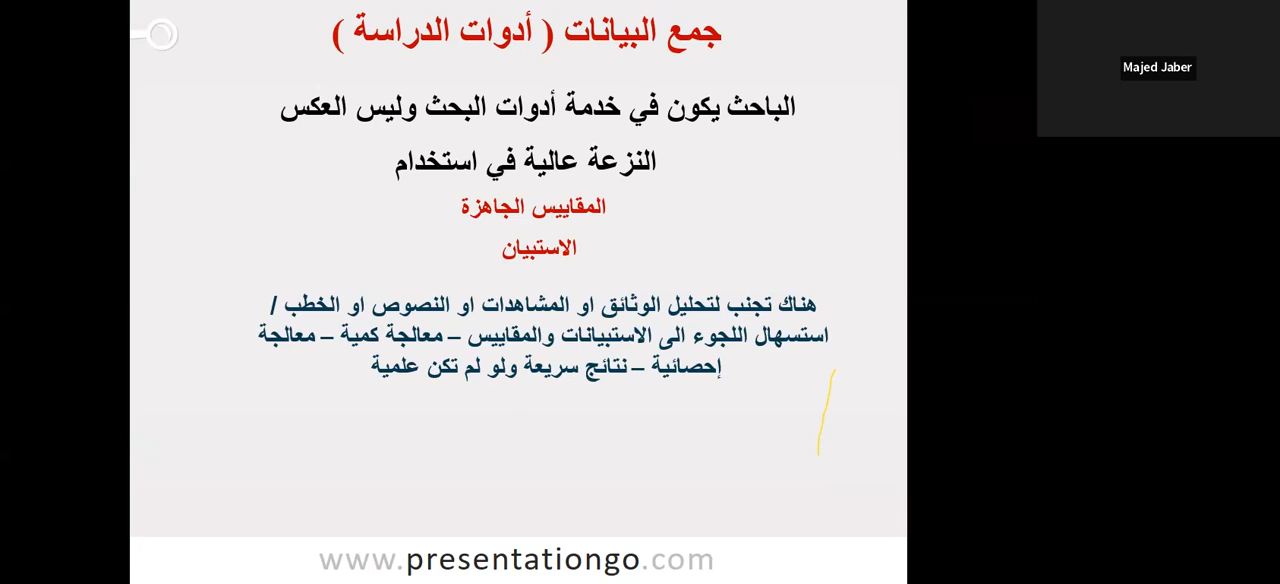 جمع البيانات ( أدوات الدراسة )
Majed Jaber
الباحث يكون في خدمة أدوات البحث وليس العكس
النزعة عالية في استخدام
المقاييس الجاهزة
الاستبيان
هناك تجنب لتحليل الوثائق او المشاهدات او النصوص او الخطب /
استسهال اللجوء الى الاستبيانات والمقاييس – معالجة كمية – معالجة
إحصائية – نتائج سريعة ولو لم تكن علمية
www.presentationgo.com